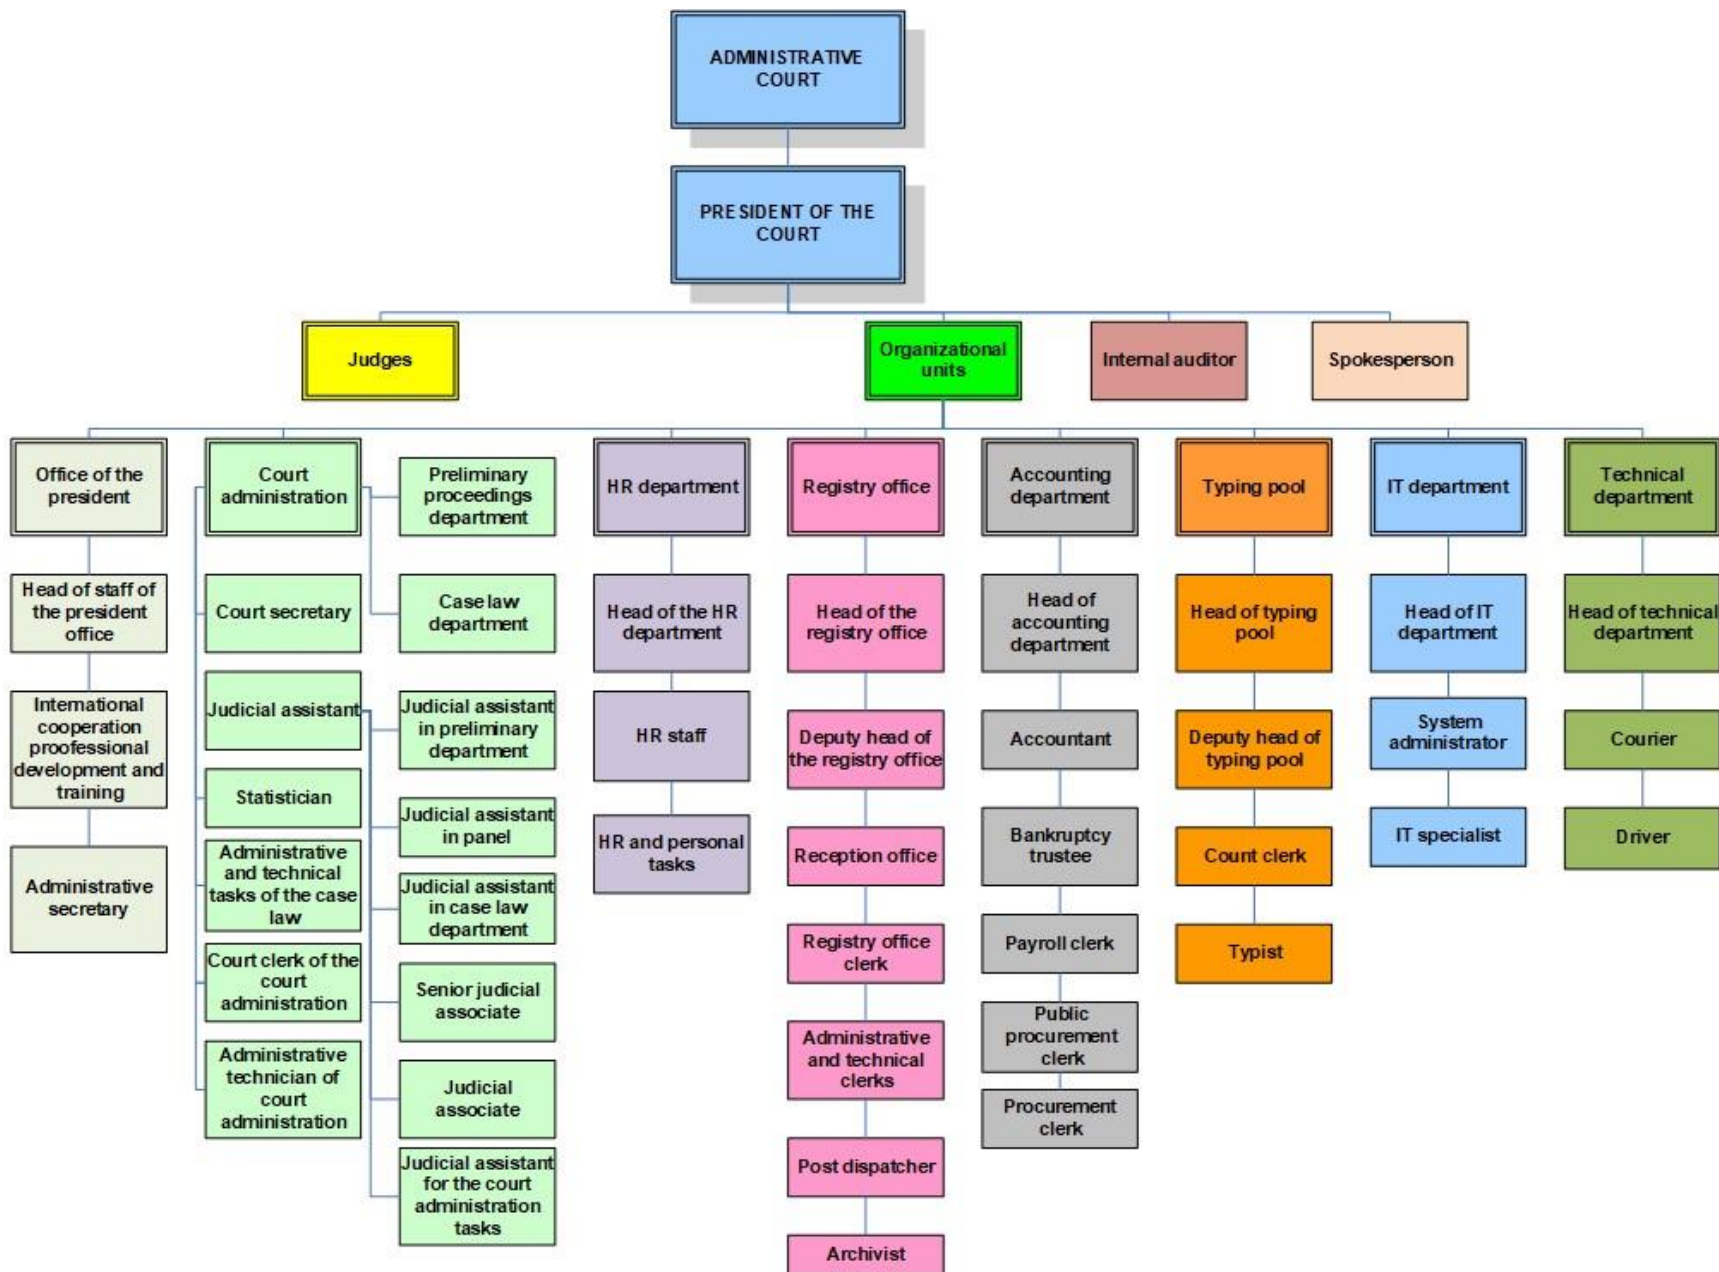 ADMINISTRATIVE
COURT
PRESIDENT OF THE
COURT
Judges
Organizational
units
Internal auditor
Spokesperson
Office of the
president
Court
administration
Preliminary
proceedings
department
HR department
Registry office
Accounting
department
Typing pool
IT department
Technical
department
Head of staff of
the president
office
Court secretary
Case law
department
Head of the HR
department
Head of the
registry office
Head of
accounting
department
Head of typing
pool
Head of IT
department
Head of technical
department
International
cooperation
proofessional
development and
training
Judicial assistant
Judicial assistant
in preliminary
department
HR staff
Deputy head of
the registry office
Accountant
Deputy head of
typing pool
System
administrator
Courier
Statistician
Judicial assistant
in panel
HR and personal
tasks
Reception office
Bankruptcy
trustee
Count clerk
IT specialist
Driver
Administrative
secretary
Administrative
and technical
tasks of the case
law
Judicial assistant
in case law
department
Registry office
clerk
Payroll clerk
Typist
Court clerk of the
court
administration
Senior judicial
associate
Administrative
and technical
clerks
Public
procurement
clerk
Administrative
technician of
court
administration
Judicial
associate
Procurement
clerk
Judicial assistant
for the court
administration
tasks
Post dispatcher
Archivist